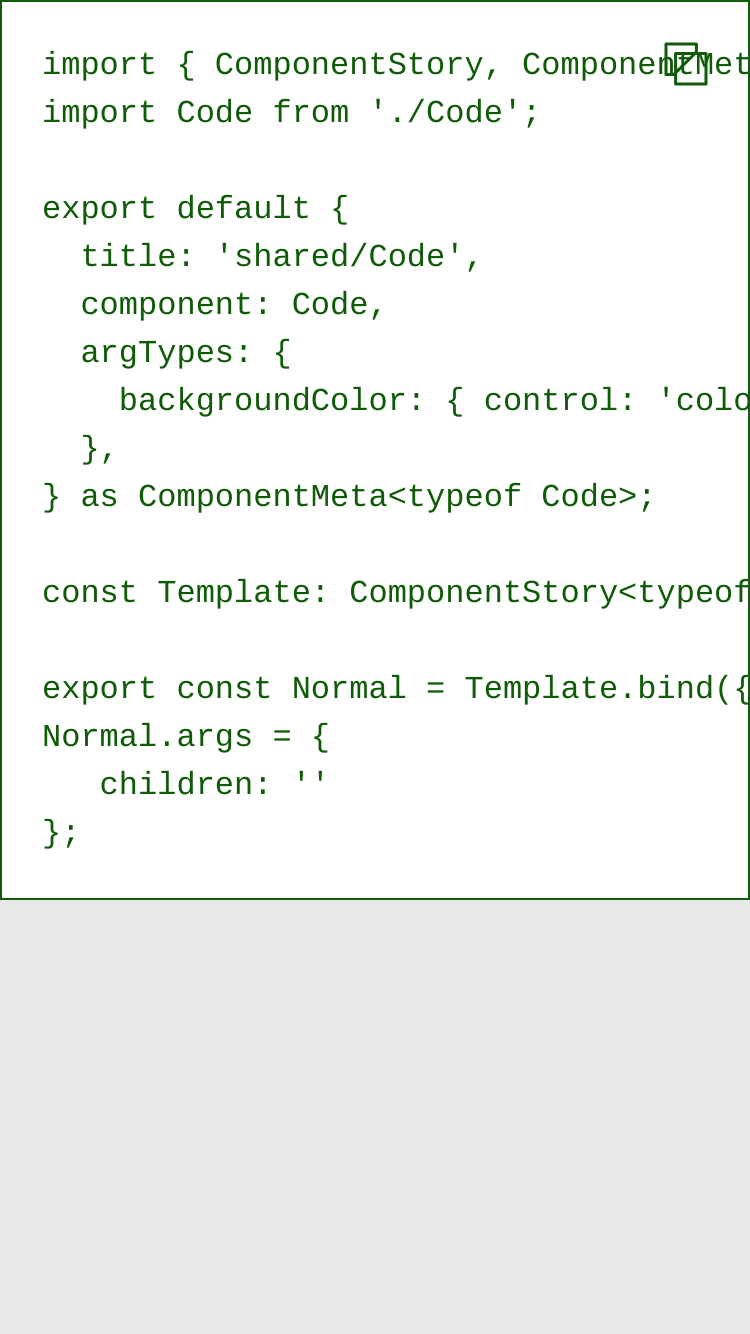 import { ComponentStory, ComponentMet
import Code from './Code';

export default {
  title: 'shared/Code',
  component: Code,
  argTypes: {
    backgroundColor: { control: 'colo
  },
} as ComponentMeta<typeof Code>;

const Template: ComponentStory<typeof

export const Normal = Template.bind({
Normal.args = {
   children: ''
};